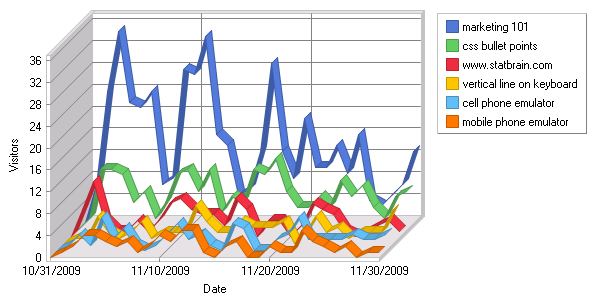 marketing 101
css bullet points
www.statbrain.com
vertical line on keyboard
cell phone emulator
mobile phone emulator
Visitors
36
32
28
24
20
16
12
8
4
0
10/31/2009 11/10/2009 11/20/2009 11/30/2009
Date